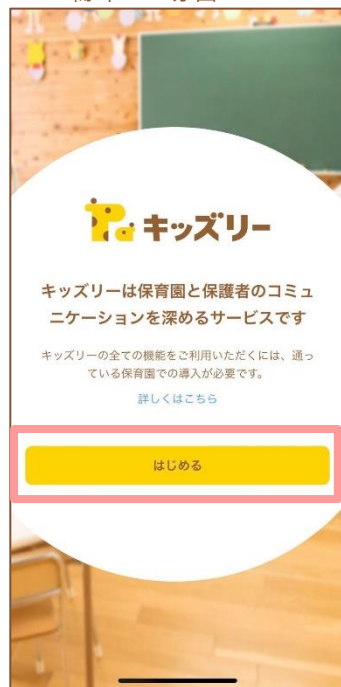 キッズリー
キッズリーは保育園と保護者のコミュ
ニケーションを深めるサービスです
キッズリーの全ての機能をご利用いただくには、通っ
ている保育園での導入が必要です。
詳しくはこちら
はじめる